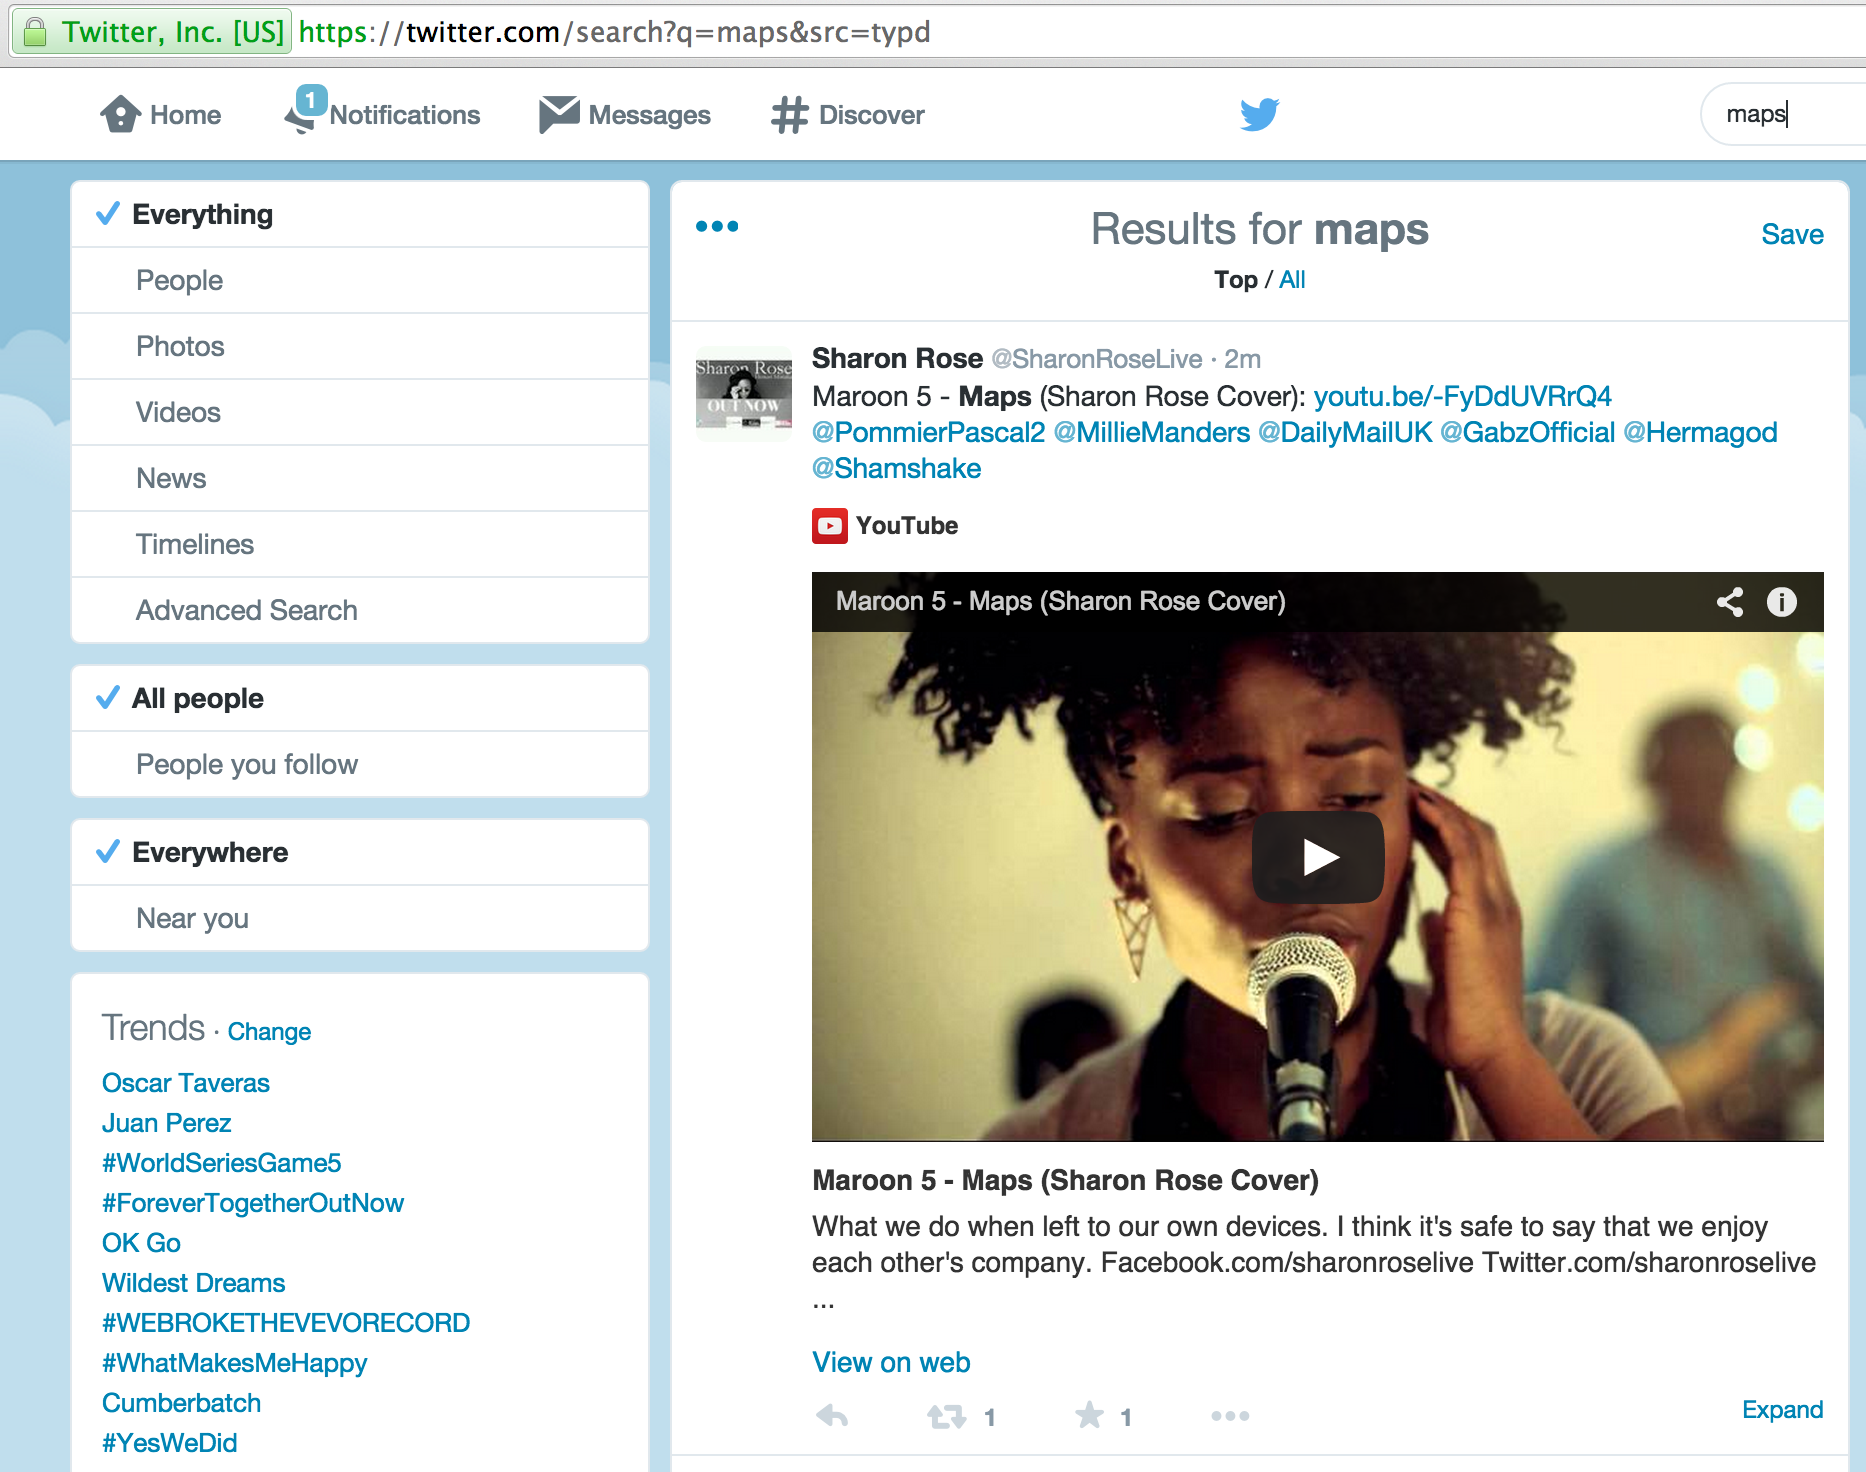 Twitter, Inc. [US] https://twitter.com/search?q=maps&src=typd
Home
1
Notifications
Messages
Discover
maps
Everything
People
Photos
Videos
News
Timelines
Advanced Search
All people
People you follow
Everywhere
Near you
Trends · Change
Oscar Taveras
Juan Perez
#WorldSeriesGame5
#ForeverTogetherOutNow
OK Go
Wildest Dreams
#WEBROKETHEVEVORECORD
#WhatMakesMeHappy
Cumberbatch
#YesWeDid
Results for maps
Save
Top / All
Sharon Rose
OUT NOW
Sharon Rose @SharonRoseLive · 2m
Maroon 5 - Maps (Sharon Rose Cover): youtu.be/-FyDdUVRrQ4
@PommierPascal2 @MillieManders @DailyMailUK @GabzOfficial @Hermagod
@Shamshake
YouTube
Maroon 5 - Maps (Sharon Rose Cover)
Maroon 5 - Maps (Sharon Rose Cover)
What we do when left to our own devices. I think it's safe to say that we enjoy
each other's company. Facebook.com/sharonroselive Twitter.com/sharonroselive
...
View on web
1
1
Expand